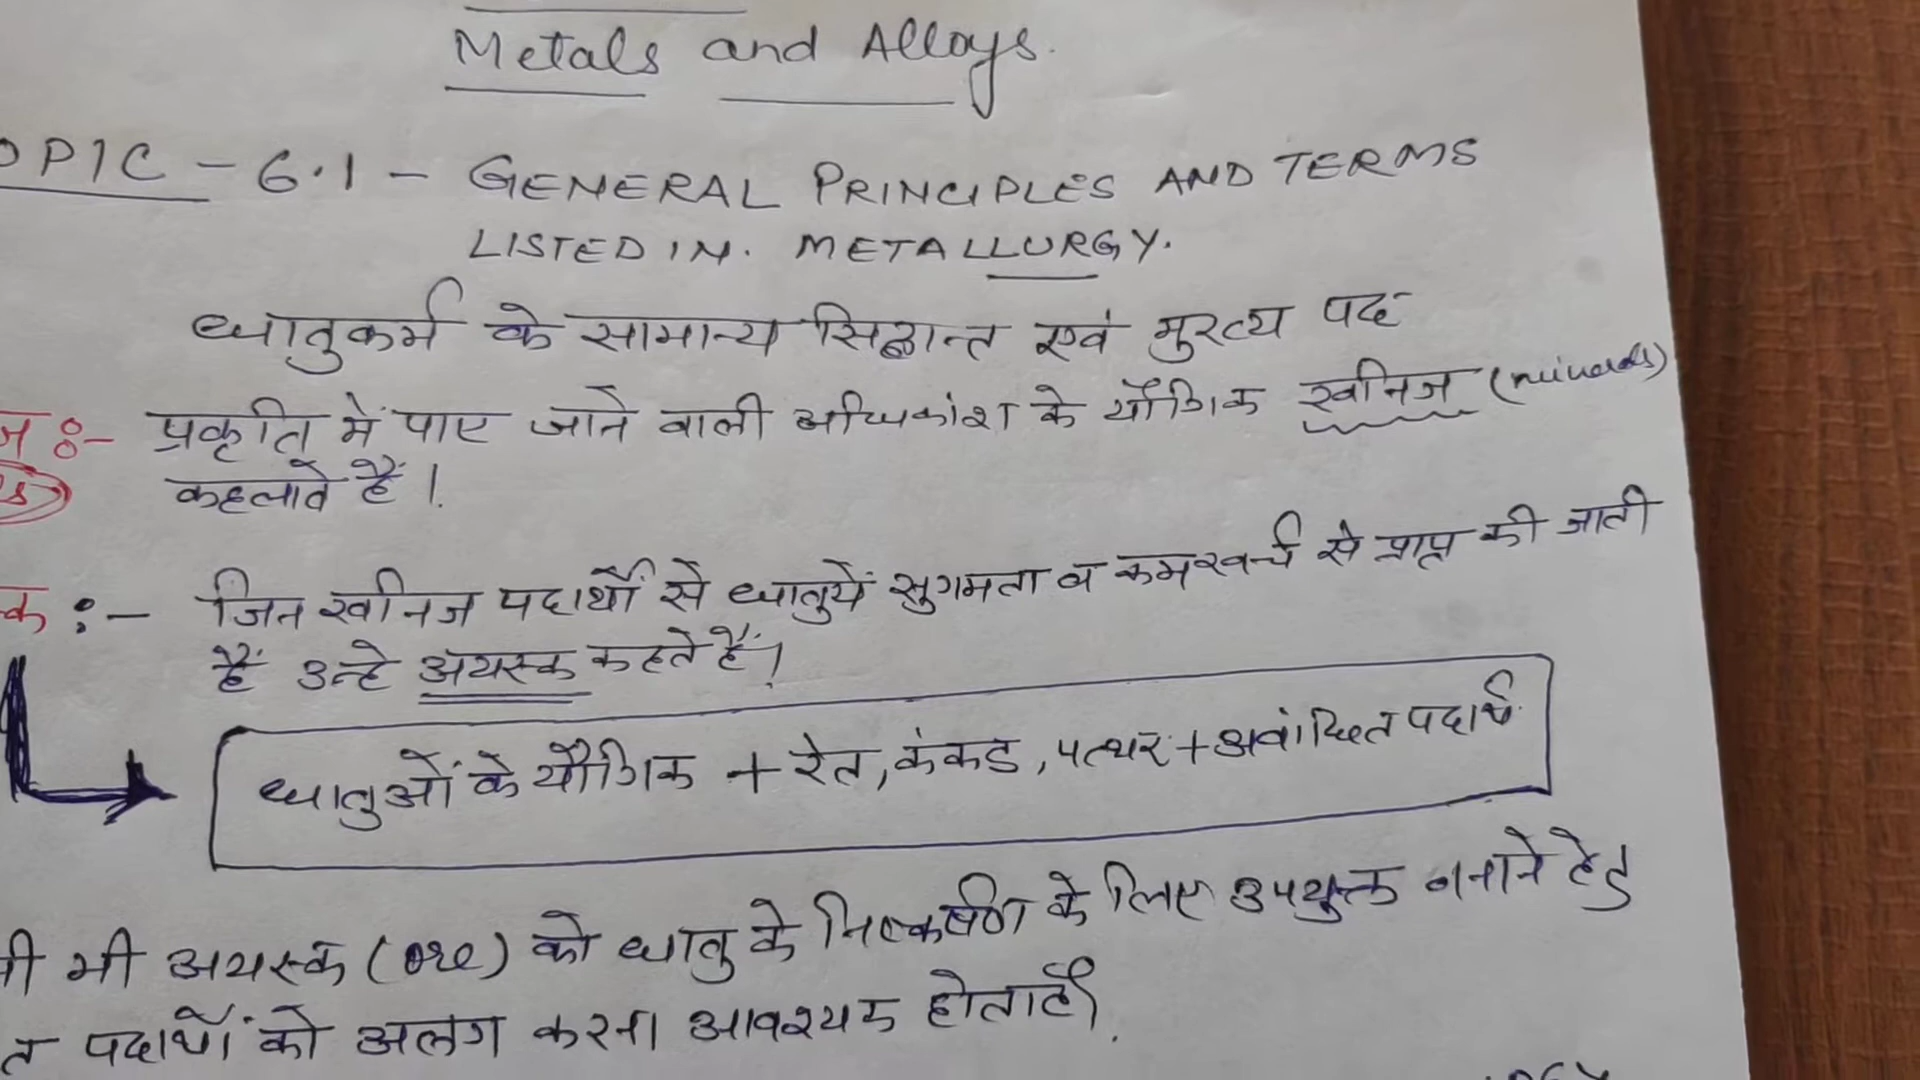 Metals and Alloys.
OPIC - 6.1 - GENERAL PRINCIPLES AND TERMS
LISTED IN. METALLURGY.
धातुकर्म के सामान्य सिद्धान्त एवं मुख्य पद
ज :- प्रकृति में पाए जाने वाली अधिकांश के यौगिक खनिज (minerals)
कहलाते हैं।
क :- जिन खनिज पदार्थों से धातुयें सुगमता व कमखर्च से प्राप्त की जाती
हैं उन्हे अयस्क कहते हैं।
धातुओं के यौगिक + रेत, कंकड, पत्थर + अवांछित पदार्थ
ी भी अयस्क (ore) को धातु के निष्कर्षण के लिए उपयुक्त बनाने हेतु
त पदार्थों को अलग करना आवश्यक होता है।